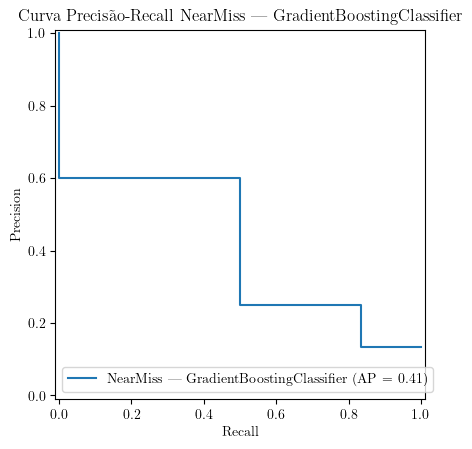 Curva Precisão-Recall NearMiss — GradientBoostingClassifier
1.0
0.8
0.6
0.4
0.2
0.0
Precision
NearMiss — GradientBoostingClassifier (AP = 0.41)
0.0 0.2 0.4 0.6 0.8 1.0
Recall